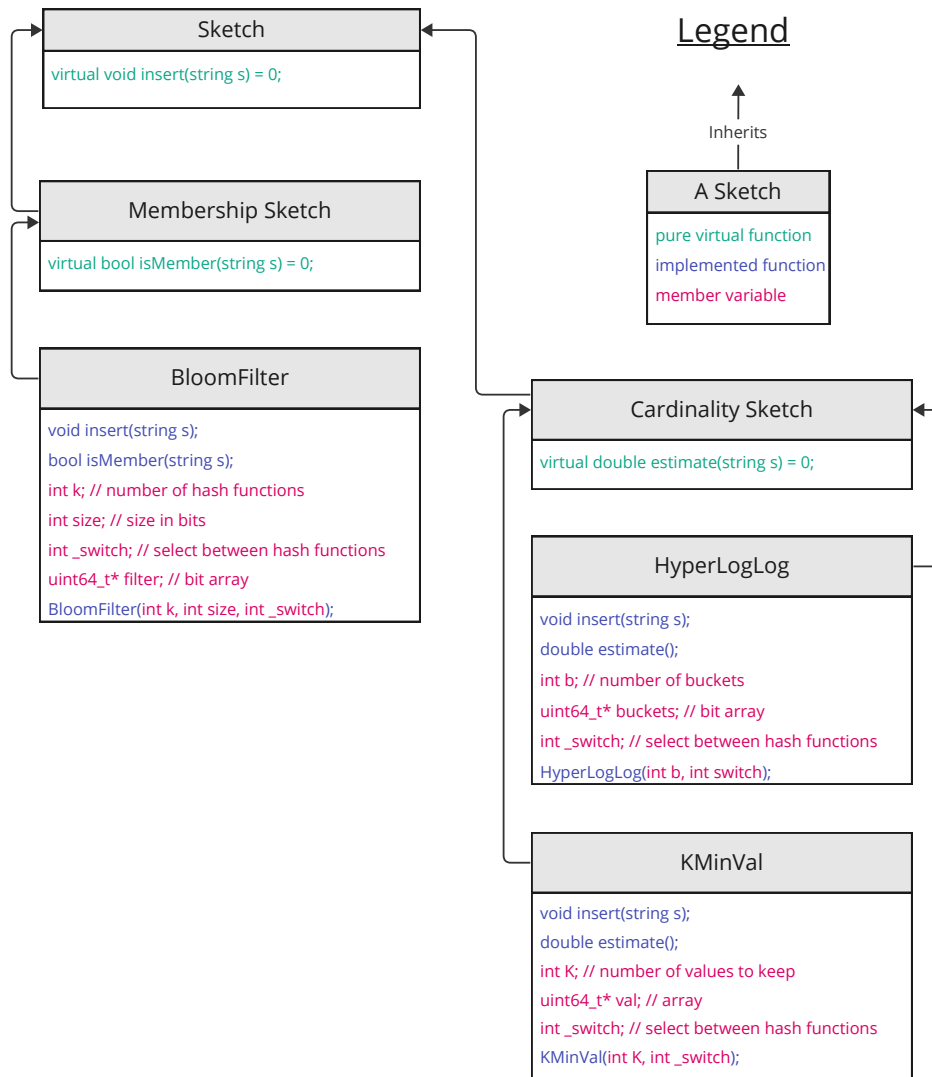 Sketch
virtual void insert(string s) = 0;
Legend
Inherits
A Sketch
pure virtual function
implemented function
member variable
Membership Sketch
virtual bool isMember(string s) = 0;
BloomFilter
void insert(string s);
bool isMember(string s);
int k; // number of hash functions
int size; // size in bits
int _switch; // select between hash functions
uint64_t* filter; // bit array
BloomFilter(int k, int size, int _switch);
Cardinality Sketch
virtual double estimate(string s) = 0;
HyperLogLog
void insert(string s);
double estimate();
int b; // number of buckets
uint64_t* buckets; // bit array
int _switch; // select between hash functions
HyperLogLog(int b, int switch);
KMinVal
void insert(string s);
double estimate();
int K; // number of values to keep
uint64_t* val; // array
int _switch; // select between hash functions
KMinVal(int K, int _switch);